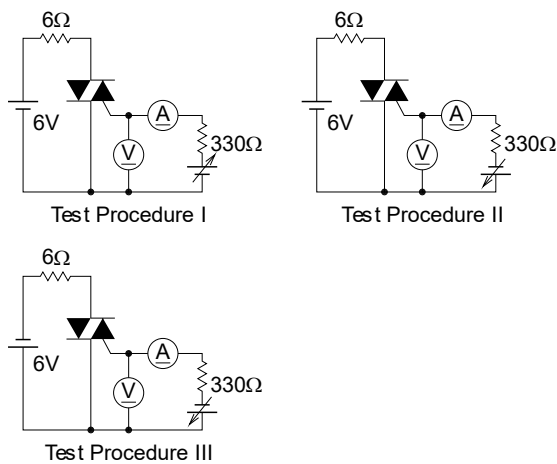 6Ω
6V
A
V
330Ω
Test Procedure I
6Ω
6V
A
V
330Ω
Test Procedure II
6Ω
6V
A
V
330Ω
Test Procedure III